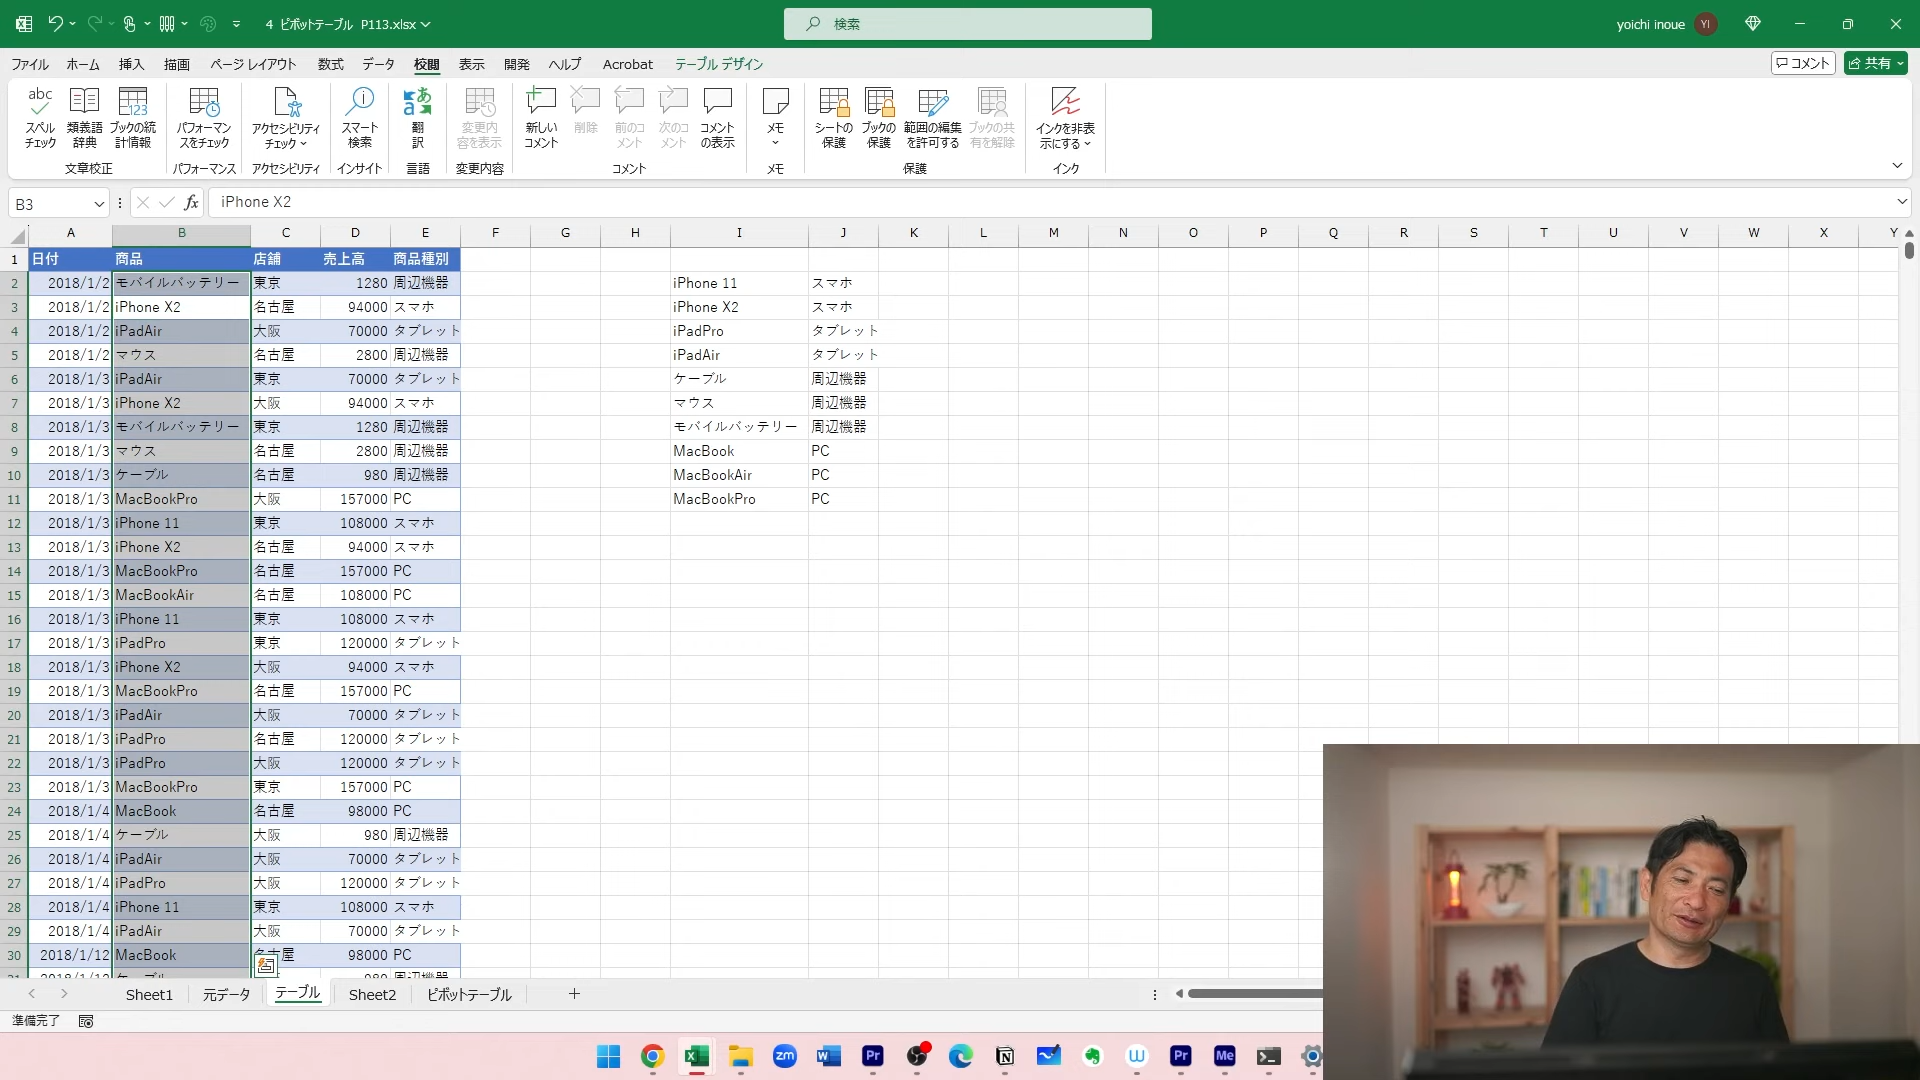 4 ピボットテーブル P113.xlsx
検索
yoichi inoue YI
ファイル ホーム 挿入 描画 ページ レイアウト 数式 データ 校閲 表示 開発 ヘルプ Acrobat テーブル デザイン コメント 共有
スペル チェック 類義語 辞典 ブックの統 計情報 パフォーマン スをチェック アクセシビリティ チェック スマート 検索 翻 訳 変更内 容を表示 新しい コメント 削除 前のコ メント 次のコ メント コメント の表示 メモ シートの 保護 ブックの 保護 範囲の編集 を許可する ブックの共 有を解除 インクを非表 示にする
文章校正 パフォーマンス アクセシビリティ インサイト 言語 変更内容 コメント メモ 保護 インク
B3 fx iPhone X2
A B C D E F G H I J K L M N O P Q R S T U V W X Y
1 日付 商品 店舗 売上高 商品種別
2 2018/1/2 モバイルバッテリー 東京 1280 周辺機器 iPhone 11 スマホ
3 2018/1/2 iPhone X2 名古屋 94000 スマホ iPhone X2 スマホ
4 2018/1/2 iPadAir 大阪 70000 タブレット iPadPro タブレット
5 2018/1/2 マウス 名古屋 2800 周辺機器 iPadAir タブレット
6 2018/1/3 iPadAir 東京 70000 タブレット ケーブル 周辺機器
7 2018/1/3 iPhone X2 大阪 94000 スマホ マウス 周辺機器
8 2018/1/3 モバイルバッテリー 東京 1280 周辺機器 モバイルバッテリー 周辺機器
9 2018/1/3 マウス 名古屋 2800 周辺機器 MacBook PC
10 2018/1/3 ケーブル 名古屋 980 周辺機器 MacBookAir PC
11 2018/1/3 MacBookPro 大阪 157000 PC MacBookPro PC
12 2018/1/3 iPhone 11 東京 108000 スマホ
13 2018/1/3 iPhone X2 名古屋 94000 スマホ
14 2018/1/3 MacBookPro 名古屋 157000 PC
15 2018/1/3 MacBookAir 名古屋 108000 PC
16 2018/1/3 iPhone 11 東京 108000 スマホ
17 2018/1/3 iPadPro 東京 120000 タブレット
18 2018/1/3 iPhone X2 大阪 94000 スマホ
19 2018/1/3 MacBookPro 名古屋 157000 PC
20 2018/1/3 iPadAir 大阪 70000 タブレット
21 2018/1/3 iPadPro 名古屋 120000 タブレット
22 2018/1/3 iPadPro 大阪 120000 タブレット
23 2018/1/3 MacBookPro 東京 157000 PC
24 2018/1/4 MacBook 名古屋 98000 PC
25 2018/1/4 ケーブル 大阪 980 周辺機器
26 2018/1/4 iPadAir 大阪 70000 タブレット
27 2018/1/4 iPadPro 大阪 120000 タブレット
28 2018/1/4 iPhone 11 東京 108000 スマホ
29 2018/1/4 iPadAir 大阪 70000 タブレット
30 2018/1/12 MacBook 名古屋 98000 PC
Sheet1 元データ テーブル Sheet2 ピボットテーブル
準備完了
zm W Pr N W Pr Me